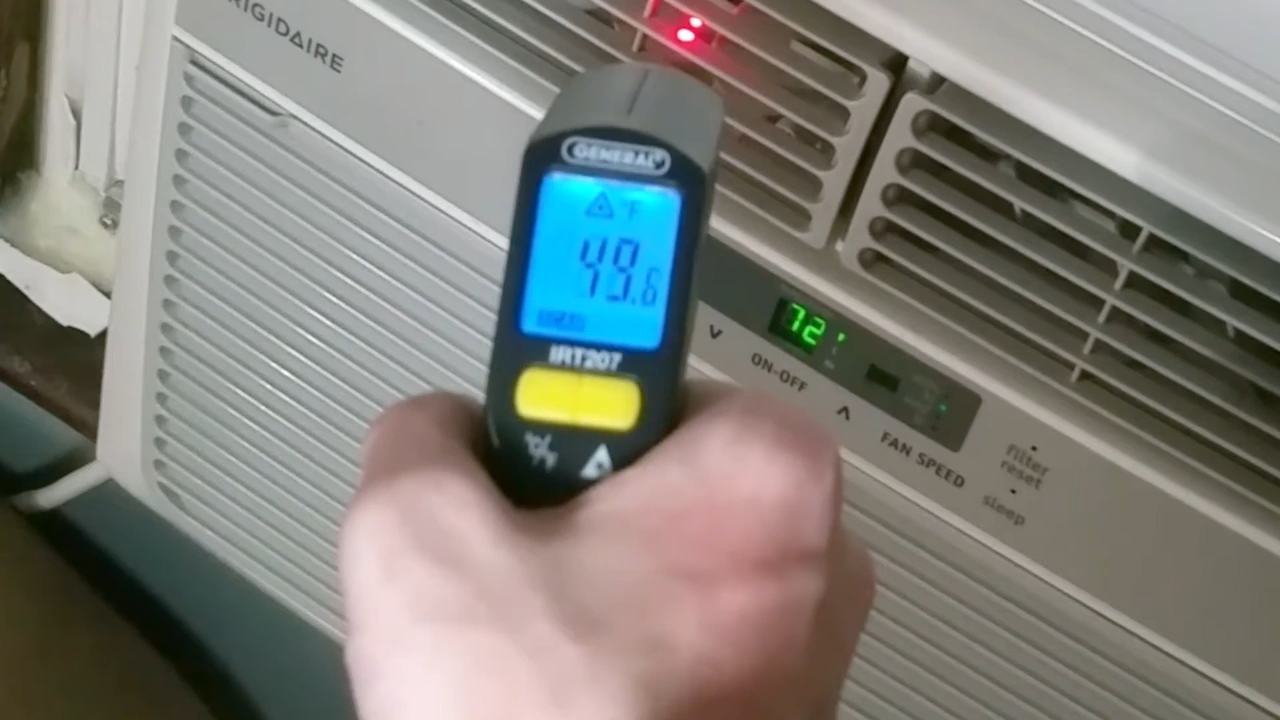 FRIGIDAIRE
GENERAL
°F
49.6
IRT207
°C/°F
72
ON-OFF
FAN SPEED
filter
reset
sleep